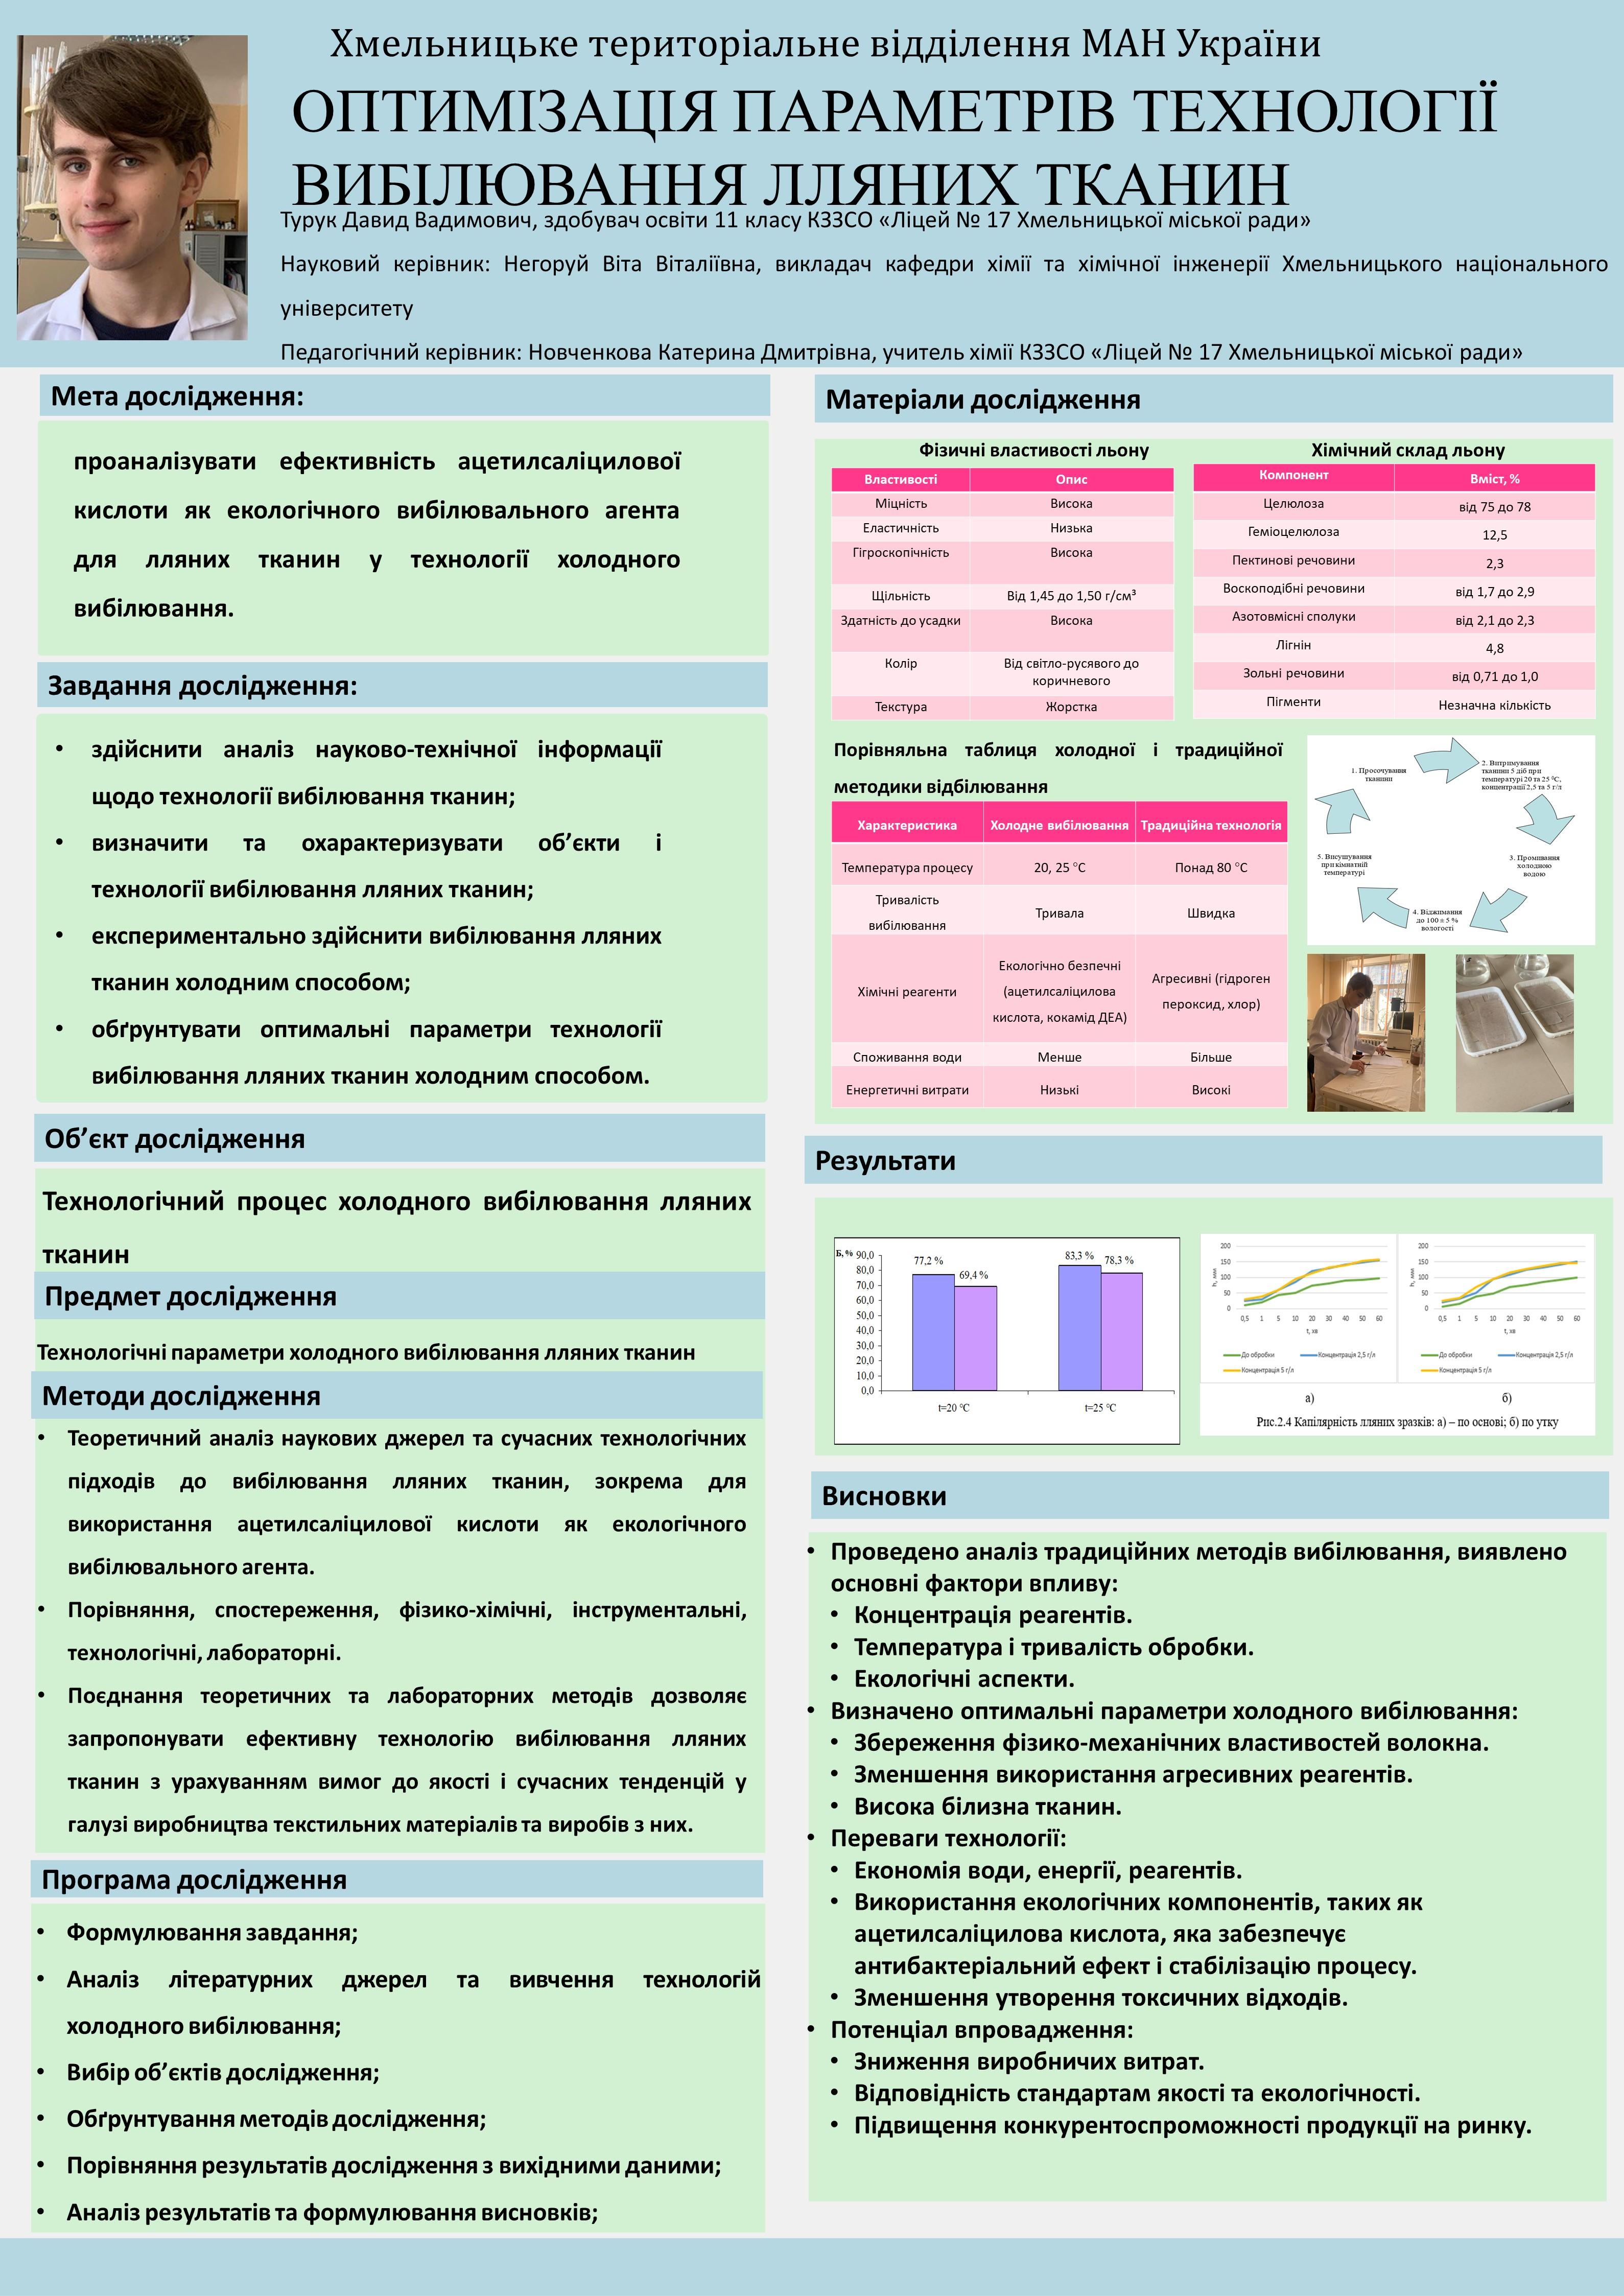 Хмельницьке територіальне відділення МАН України
ОПТИМІЗАЦІЯ ПАРАМЕТРІВ ТЕХНОЛОГІЇ
ВИБІЛЮВАННЯ ЛЛЯНИХ ТКАНИН
Турук Давид Вадимович, здобувач освіти 11 класу КЗЗСО «Ліцей № 17 Хмельницької міської ради»
Науковий керівник: Негоруй Віта Віталіївна, викладач кафедри хімії та хімічної інженерії Хмельницького національного
університету
Педагогічний керівник: Новченкова Катерина Дмитрівна, учитель хімії КЗЗСО «Ліцей № 17 Хмельницької міської ради»
Мета дослідження:
проаналізувати ефективність ацетилсаліцилової
кислоти як екологічного вибілювального агента
для лляних тканин у технології холодного
вибілювання.
Завдання дослідження:
• здійснити аналіз науково-технічної інформації
щодо технології вибілювання тканин;
• визначити та охарактеризувати об’єкти і
технології вибілювання лляних тканин;
• експериментально здійснити вибілювання лляних
тканин холодним способом;
• обґрунтувати оптимальні параметри технології
вибілювання лляних тканин холодним способом.
Об’єкт дослідження
Технологічний процес холодного вибілювання лляних
тканин
Предмет дослідження
Технологічні параметри холодного вибілювання лляних тканин
Методи дослідження
• Теоретичний аналіз наукових джерел та сучасних технологічних
підходів до вибілювання лляних тканин, зокрема для
використання ацетилсаліцилової кислоти як екологічного
вибілювального агента.
• Порівняння, спостереження, фізико-хімічні, інструментальні,
технологічні, лабораторні.
• Поєднання теоретичних та лабораторних методів дозволяє
запропонувати ефективну технологію вибілювання лляних
тканин з урахуванням вимог до якості і сучасних тенденцій у
галузі виробництва текстильних матеріалів та виробів з них.
Програма дослідження
• Формулювання завдання;
• Аналіз літературних джерел та вивчення технологій
холодного вибілювання;
• Вибір об’єктів дослідження;
• Обґрунтування методів дослідження;
• Порівняння результатів дослідження з вихідними даними;
• Аналіз результатів та формулювання висновків;
Матеріали дослідження
Фізичні властивості льону
Властивості Опис
Міцність Висока
Еластичність Низька
Гігроскопічність Висока
Щільність Від 1,45 до 1,50 г/см³
Здатність до усадки Висока
Колір Від світло-русявого до
коричневого
Текстура Жорстка
Хімічний склад льону
Компонент Вміст, %
Целюлоза від 75 до 78
Геміоцелюлоза 12,5
Пектинові речовини 2,3
Воскоподібні речовини від 1,7 до 2,9
Азотовмісні сполуки від 2,1 до 2,3
Лігнін 4,8
Зольні речовини від 0,71 до 1,0
Пігменти Незначна кількість
Порівняльна таблиця холодної і традиційної
методики відбілювання
Характеристика Холодне вибілювання Традиційна технологія
Температура процесу 20, 25 °С Понад 80 °С
Тривалість
вибілювання Тривала Швидка
Хімічні реагенти
Екологічно безпечні
(ацетилсаліцилова
кислота, кокамід ДЕА)
Агресивні (гідроген
пероксид, хлор)
Споживання води Менше Більше
Енергетичні витрати Низькі Високі
1. Просочування
тканини
2. Витримування
тканини 5 діб при
температурі 20 та 25 °С,
концентрації 2,5 та 5 г/л
3. Промивання
холодною
водою
4. Віджимання
до 100 ± 5 %
вологості
5. Висушування
при кімнатній
температурі
Результати
Б, %
90,0
80,0
70,0
60,0
50,0
40,0
30,0
20,0
10,0
0,0
77,2 %
69,4 %
83,3 %
78,3 %
t=20 °С
t=25 °С
200
150
100
50
0
h, мм
0,5 1 5 10 20 30 40 50 60
t, хв
До обробки Концентрація 2,5 г/л
Концентрація 5 г/л
а)
200
150
100
50
0
h, мм
0,5 1 5 10 20 30 40 50 60
t, хв
До обробки Концентрація 2,5 г/л
Концентрація 5 г/л
б)
Рис.2.4 Капілярність лляних зразків: а) – по основі; б) по утку
Висновки
• Проведено аналіз традиційних методів вибілювання, виявлено
основні фактори впливу:
• Концентрація реагентів.
• Температура і тривалість обробки.
• Екологічні аспекти.
• Визначено оптимальні параметри холодного вибілювання:
• Збереження фізико-механічних властивостей волокна.
• Зменшення використання агресивних реагентів.
• Висока білизна тканин.
• Переваги технології:
• Економія води, енергії, реагентів.
• Використання екологічних компонентів, таких як
ацетилсаліцилова кислота, яка забезпечує
антибактеріальний ефект і стабілізацію процесу.
• Зменшення утворення токсичних відходів.
• Потенціал впровадження:
• Зниження виробничих витрат.
• Відповідність стандартам якості та екологічності.
• Підвищення конкурентоспроможності продукції на ринку.